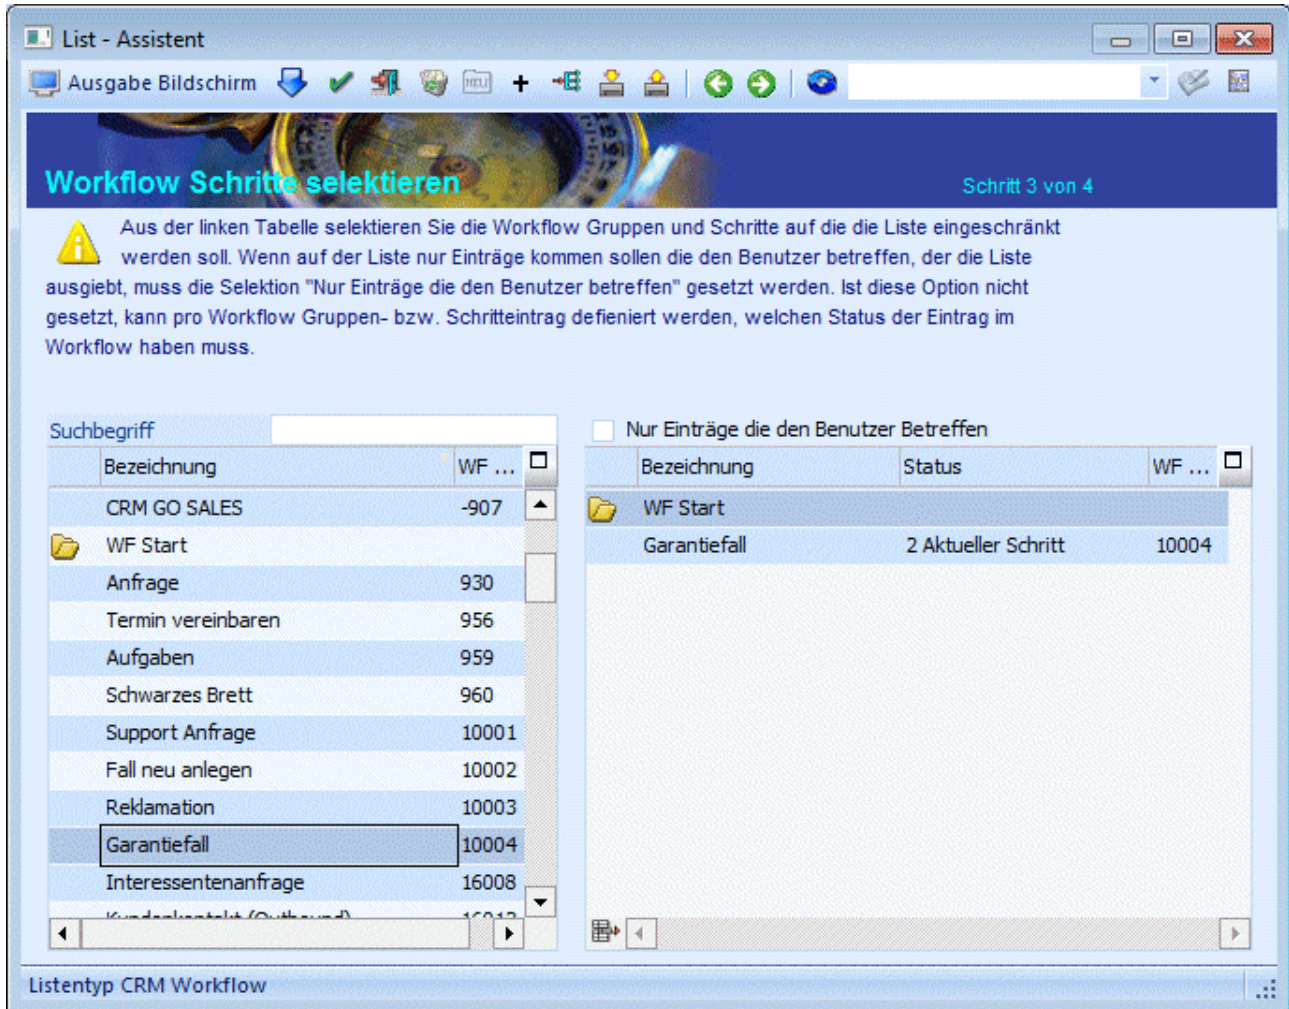 List - Assistent
Ausgabe Bildschirm
NEU
Workflow Schritte selektieren
Schritt 3 von 4
Aus der linken Tabelle selektieren Sie die Workflow Gruppen und Schritte auf die die Liste eingeschränkt
werden soll. Wenn auf der Liste nur Einträge kommen sollen die den Benutzer betreffen, der die Liste
ausgiebt, muss die Selektion "Nur Einträge die den Benutzer betreffen" gesetzt werden. Ist diese Option nicht
gesetzt, kann pro Workflow Gruppen- bzw. Schritteintrag defieniert werden, welchen Status der Eintrag im
Workflow haben muss.
Suchbegriff
Bezeichnung WF ...
CRM GO SALES -907
WF Start
Anfrage 930
Termin vereinbaren 956
Aufgaben 959
Schwarzes Brett 960
Support Anfrage 10001
Fall neu anlegen 10002
Reklamation 10003
Garantiefall 10004
Interessentenanfrage 16008
Kundenkontakt (Outbound)
Nur Einträge die den Benutzer Betreffen
Bezeichnung Status WF ...
WF Start
Garantiefall 2 Aktueller Schritt 10004
Listentyp CRM Workflow